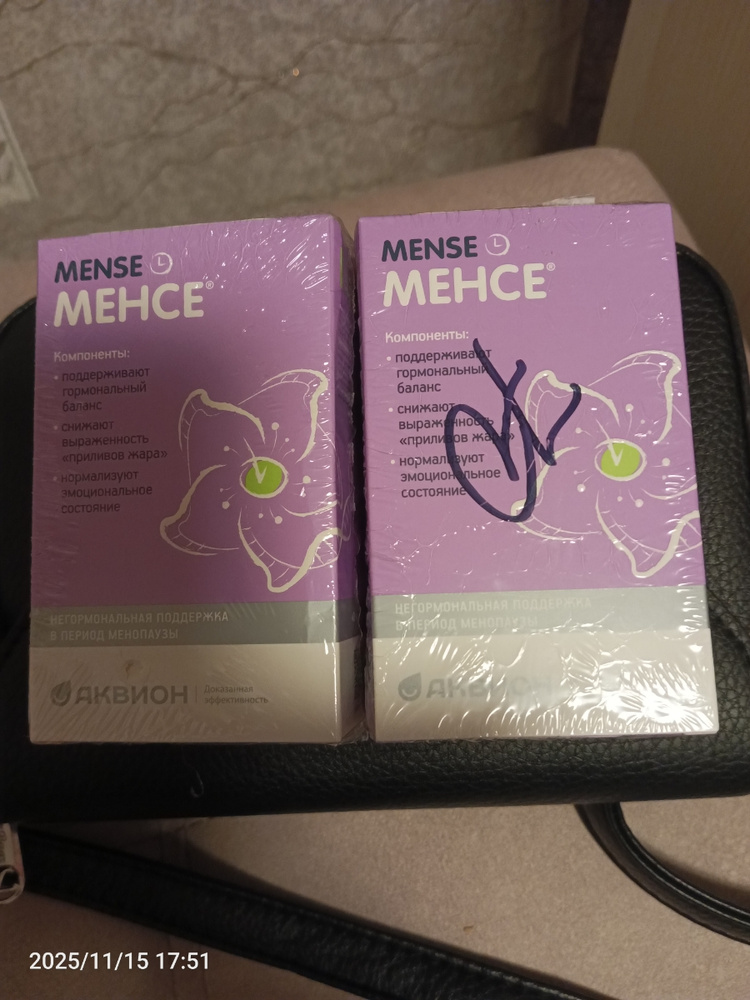 MENSE
МЕНСЕ®
Компоненты:
• поддерживают
гормональный
баланс
• снижают
выраженность
«приливов жара»
• нормализуют
эмоциональное
состояние
НЕГОРМОНАЛЬНАЯ ПОДДЕРЖКА
В ПЕРИОД МЕНОПАУЗЫ
АКВИОН
Доказанная
эффективность
MENSE
МЕНСЕ®
Компоненты:
• поддерживают
гормональный
баланс
• снижают
выраженность
«приливов жара»
• нормализуют
эмоциональное
состояние
НЕГОРМОНАЛЬНАЯ ПОДДЕРЖКА
В ПЕРИОД МЕНОПАУЗЫ
АКВИОН
2025/11/15 17:51